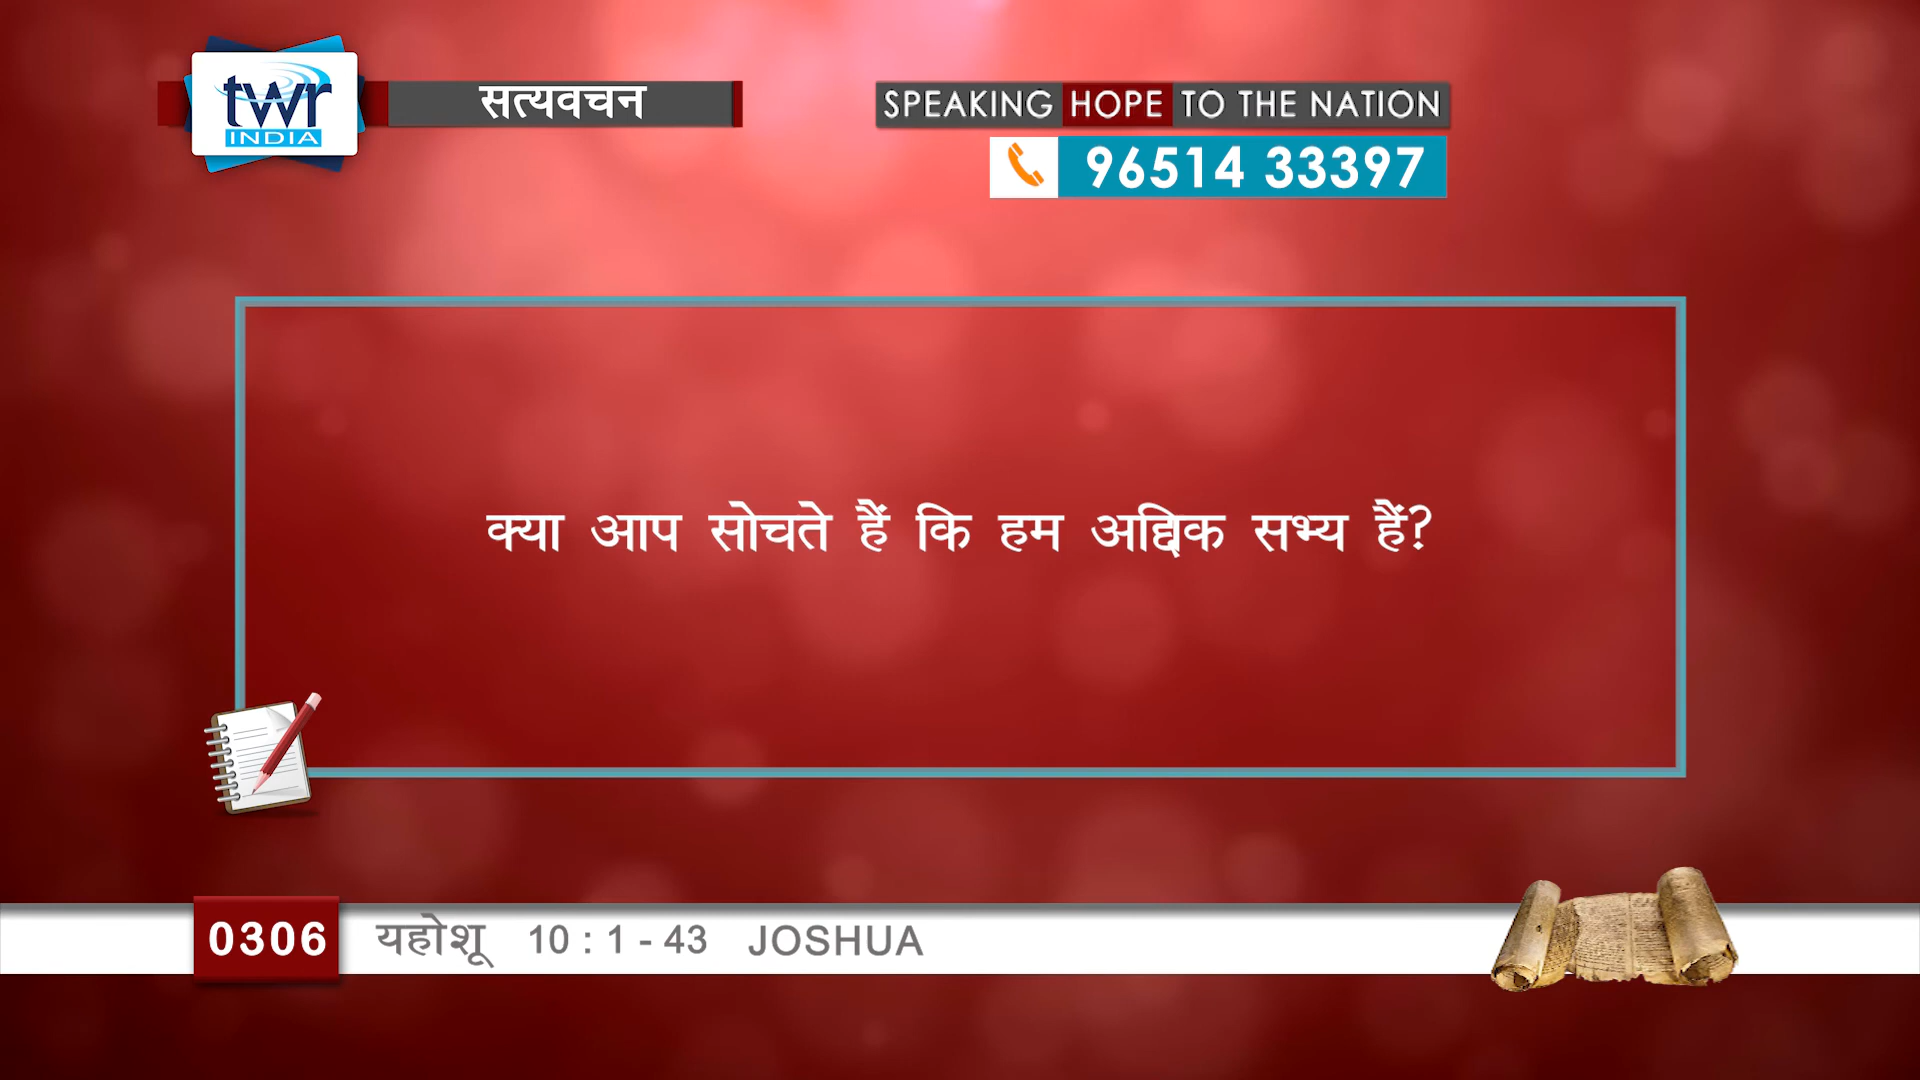 twr
INDIA
सत्यवचन
SPEAKING HOPE TO THE NATION
96514 33397
क्या आप सोचते हैं कि हम अद्दिक सभ्य हैं?
0306 यहोशू 10 : 1 - 43 JOSHUA